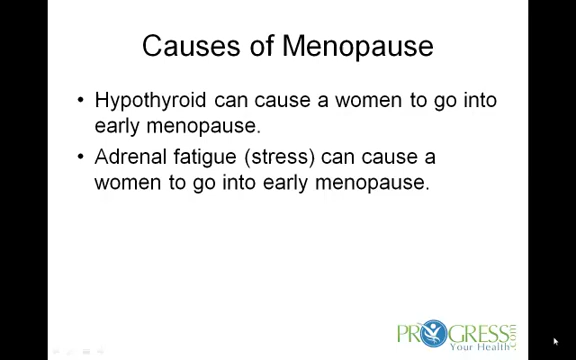 Causes of Menopause
• Hypothyroid can cause a women to go into
early menopause.
• Adrenal fatigue (stress) can cause a
women to go into early menopause.
PROGRESS.com
Your Health